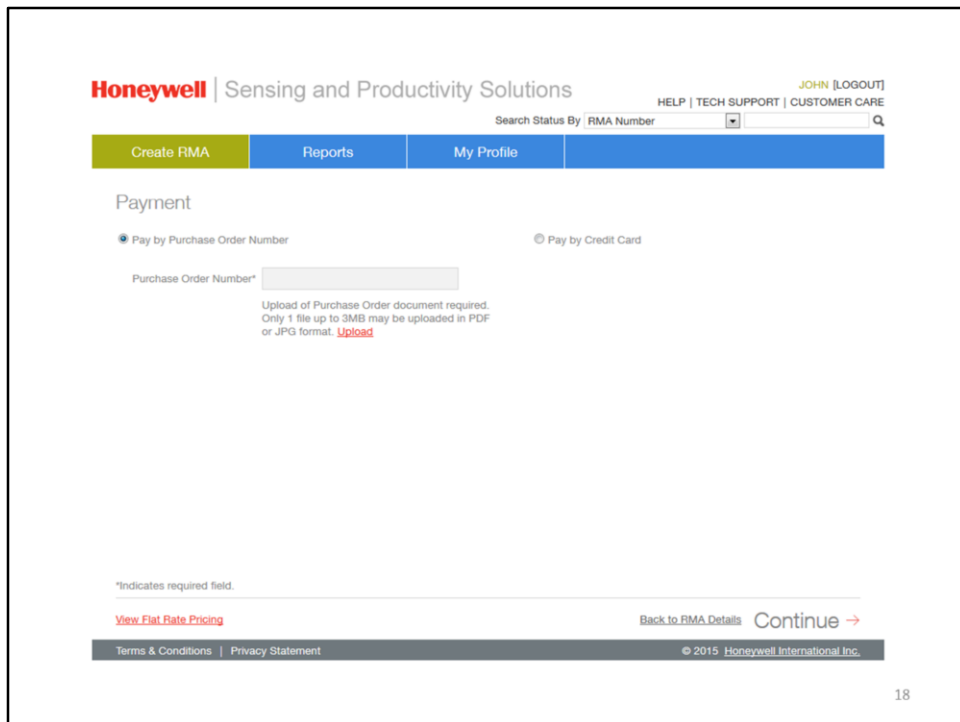 Honeywell | Sensing and Productivity Solutions
JOHN [LOGOUT]
HELP | TECH SUPPORT | CUSTOMER CARE
Search Status By RMA Number
Create RMA Reports My Profile
Payment
Pay by Purchase Order Number Pay by Credit Card
Purchase Order Number*
Upload of Purchase Order document required.
Only 1 file up to 3MB may be uploaded in PDF
or JPG format. Upload
*Indicates required field.
View Flat Rate Pricing Back to RMA Details Continue →
Terms & Conditions | Privacy Statement © 2015 Honeywell International Inc.
18